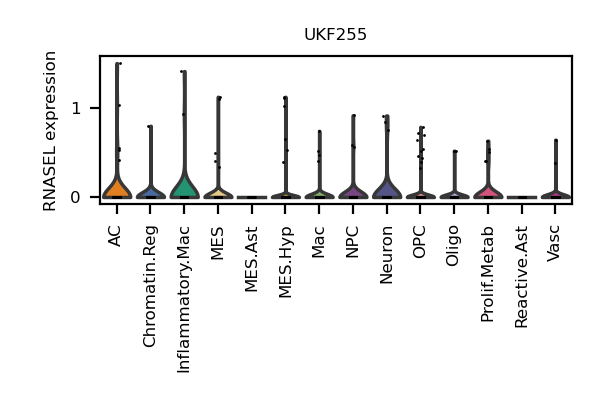 UKF255
RNASEL expression
1
0
AC
Chromatin.Reg
Inflammatory.Mac
MES
MES.Ast
MES.Hyp
Mac
NPC
Neuron
OPC
Oligo
Prolif.Metab
Reactive.Ast
Vasc